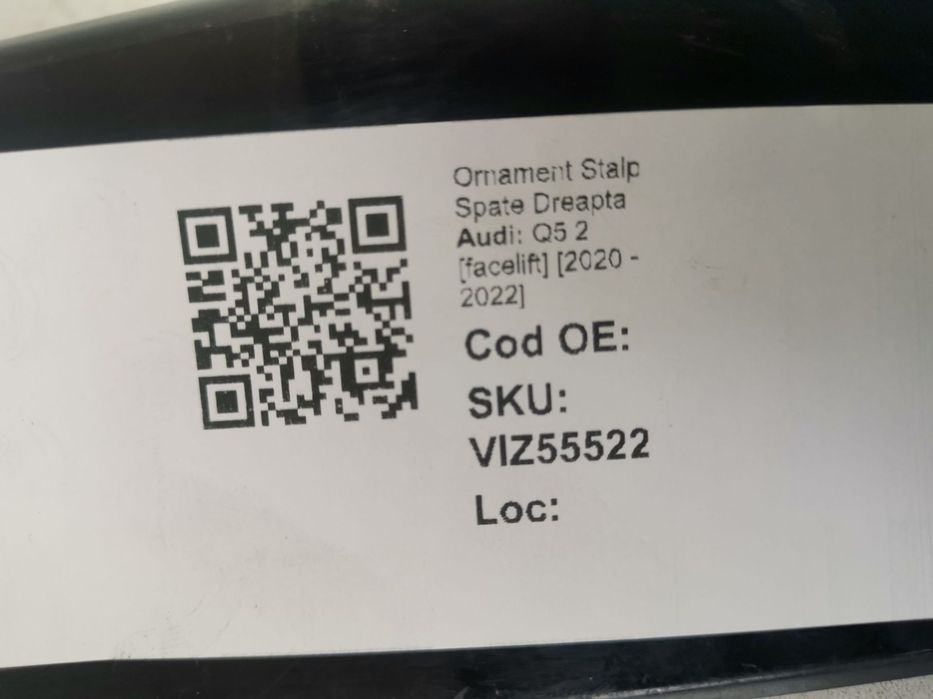 Ornament Stalp
Spate Dreapta
Audi: Q5 2
[facelift] [2020 -
2022]
Cod OE:
SKU:
VIZ55522
Loc: